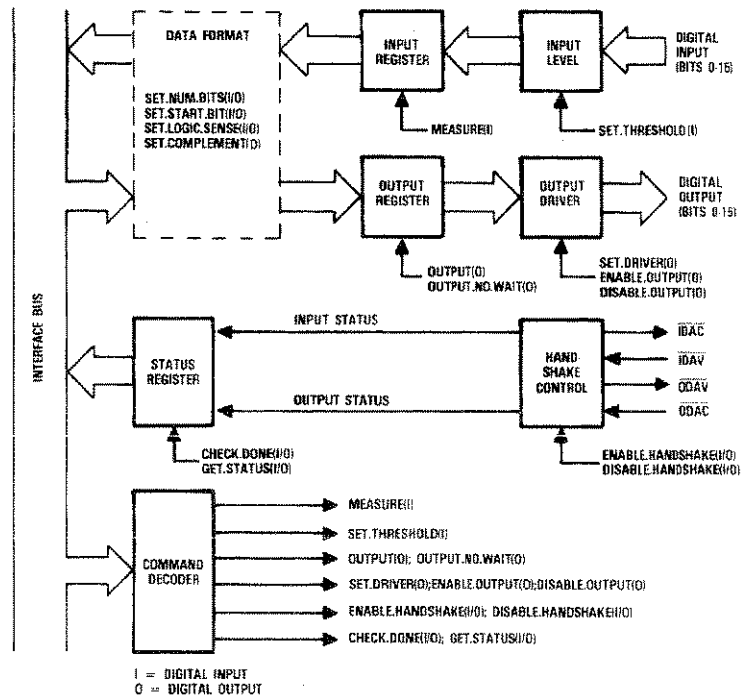 DATA FORMAT
SET.NUM.BITS(I/O)
SET.START.BIT(I/O)
SET.LOGIC.SENSE(I/O)
SET.COMPLEMENT(O)
INPUT
REGISTER
MEASURE(I)
INPUT
LEVEL
SET.THRESHOLD(I)
DIGITAL
INPUT
(BITS 0-15)
OUTPUT
REGISTER
OUTPUT(O)
OUTPUT.NO.WAIT(O)
OUTPUT
DRIVER
SET.DRIVER(O)
ENABLE.OUTPUT(O)
DISABLE.OUTPUT(O)
DIGITAL
OUTPUT
(BITS 0-15)
INTERFACE BUS
STATUS
REGISTER
CHECK.DONE(I/O)
GET.STATUS(I/O)
INPUT STATUS
OUTPUT STATUS
HAND
SHAKE
CONTROL
IDAC
IDAV
ODAV
ODAC
ENABLE.HANDSHAKE(I/O)
DISABLE.HANDSHAKE(I/O)
COMMAND
DECODER
MEASURE(I)
SET.THRESHOLD(I)
OUTPUT(O); OUTPUT.NO.WAIT(O)
SET.DRIVER(O);ENABLE.OUTPUT(O);DISABLE.OUTPUT(O)
ENABLE.HANDSHAKE(I/O); DISABLE.HANDSHAKE(I/O)
CHECK.DONE(I/O); GET.STATUS(I/O)
I = DIGITAL INPUT
O = DIGITAL OUTPUT